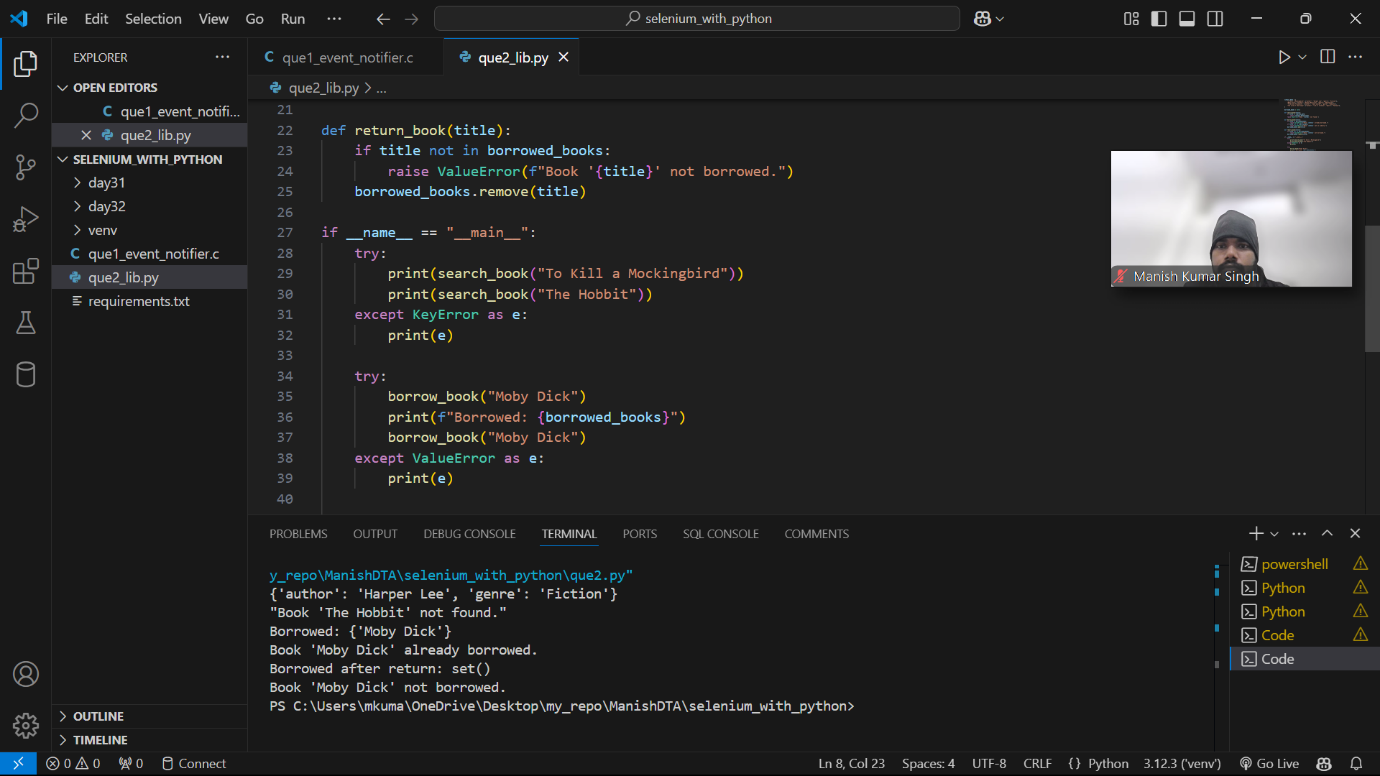 File Edit Selection View Go Run ··· selenium_with_python
EXPLORER ···
OPEN EDITORS
que1_event_notifi...
que2_lib.py
SELENIUM_WITH_PYTHON
day31
day32
venv
C que1_event_notifier.c
que2_lib.py
requirements.txt
OUTLINE
TIMELINE
C que1_event_notifier.c que2_lib.py
que2_lib.py > ...
21
22 def return_book(title):
23 if title not in borrowed_books:
24 raise ValueError(f"Book '{title}' not borrowed.")
25 borrowed_books.remove(title)
26
27 if __name__ == "__main__":
28 try:
29 print(search_book("To Kill a Mockingbird"))
30 print(search_book("The Hobbit"))
31 except KeyError as e:
32 print(e)
33
34 try:
35 borrow_book("Moby Dick")
36 print(f"Borrowed: {borrowed_books}")
37 borrow_book("Moby Dick")
38 except ValueError as e:
39 print(e)
40
Manish Kumar Singh
PROBLEMS OUTPUT DEBUG CONSOLE TERMINAL PORTS SQL CONSOLE COMMENTS
y_repo\ManishDTA\selenium_with_python\que2.py"
{'author': 'Harper Lee', 'genre': 'Fiction'}
"Book 'The Hobbit' not found."
Borrowed: {'Moby Dick'}
Book 'Moby Dick' already borrowed.
Borrowed after return: set()
Book 'Moby Dick' not borrowed.
PS C:\Users\mkuma\OneDrive\Desktop\my_repo\ManishDTA\selenium_with_python>
powershell
Python
Python
Code
Code
0 0 0 Connect Ln 8, Col 23 Spaces: 4 UTF-8 CRLF {} Python 3.12.3 ('venv') Go Live